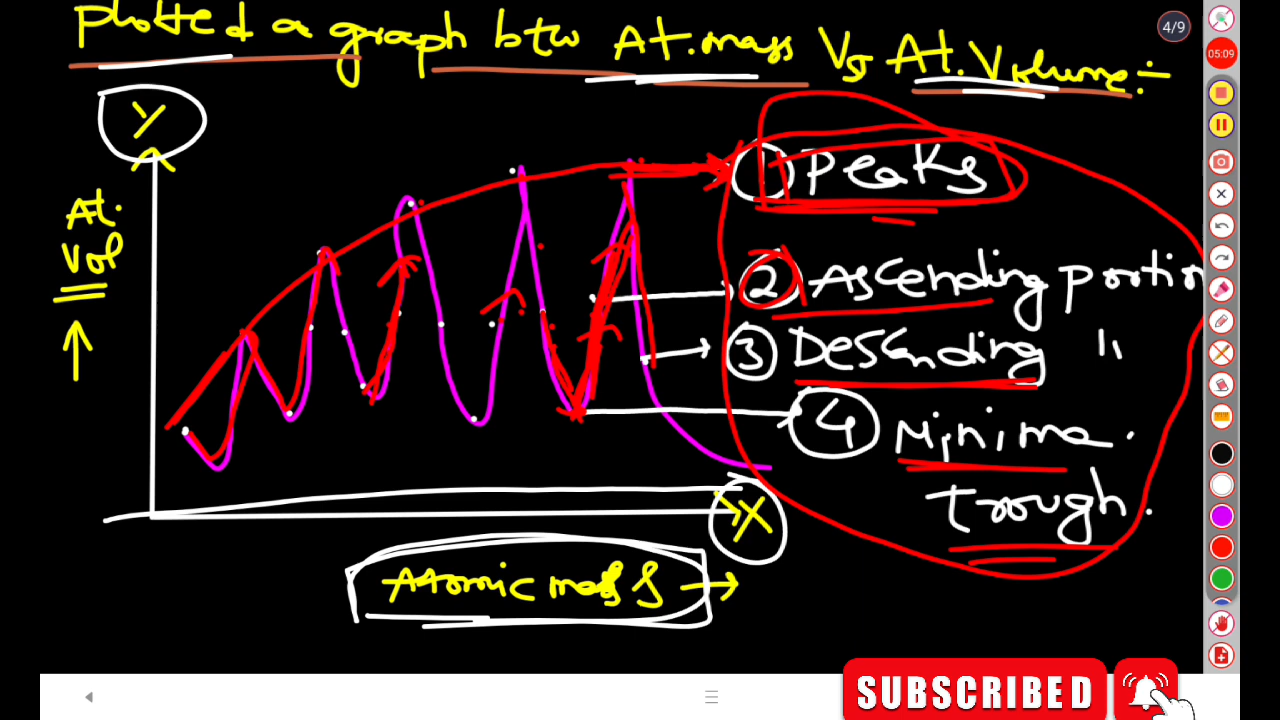 plotted a graph btw At. mass Vs At. Volume :-
4/9
05:09
Y
At.
Vol
① Peaks
② Ascending portion
③ Descending "
④ Minima.
trough.
X
Atomic mass
SUBSCRIBED